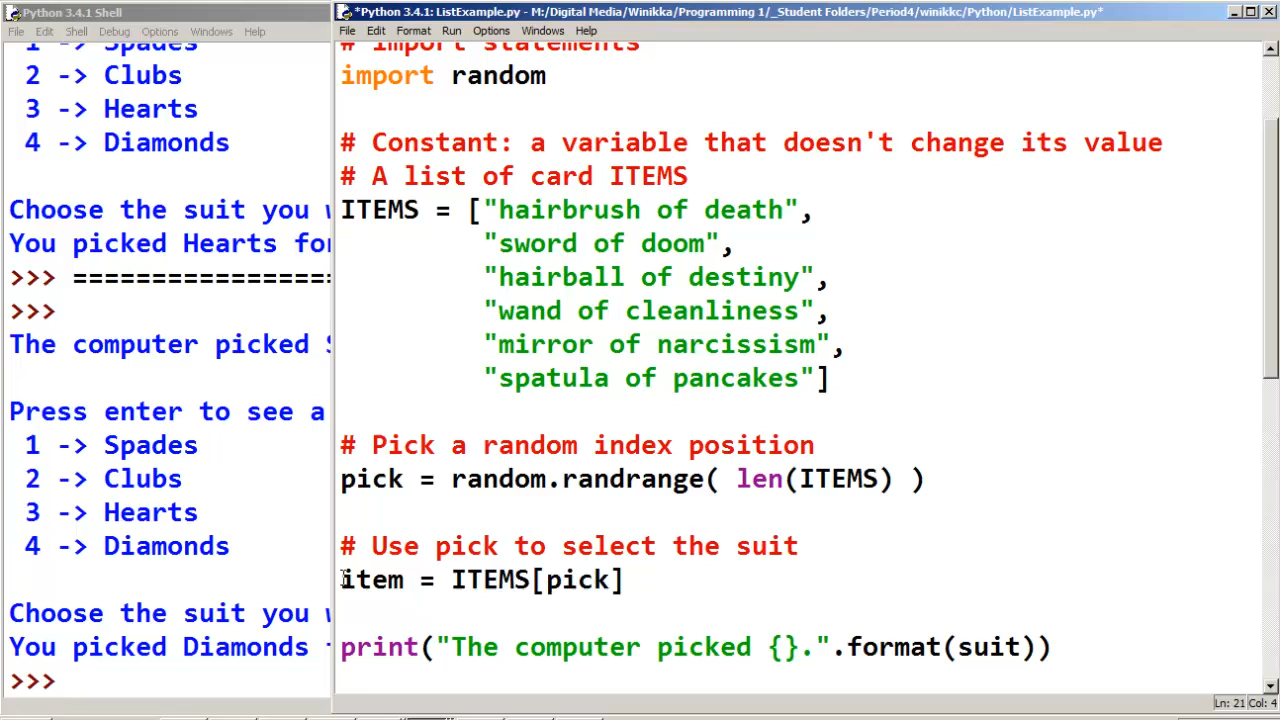 Python 3.4.1 Shell
File Edit Shell Debug Options Windows Help
1 -> Spades
2 -> Clubs
3 -> Hearts
4 -> Diamonds
Choose the suit you
You picked Hearts for
>>> ================
>>>
The computer picked
Press enter to see a
1 -> Spades
2 -> Clubs
3 -> Hearts
4 -> Diamonds
Choose the suit you
You picked Diamonds
>>>
*Python 3.4.1: ListExample.py - M:/Digital Media/Winikka/Programming 1/_Student Folders/Period4/winikkc/Python/ListExample.py*
File Edit Format Run Options Windows Help
# import statements
import random
# Constant: a variable that doesn't change its value
# A list of card ITEMS
ITEMS = ["hairbrush of death",
"sword of doom",
"hairball of destiny",
"wand of cleanliness",
"mirror of narcissism",
"spatula of pancakes"]
# Pick a random index position
pick = random.randrange( len(ITEMS) )
# Use pick to select the suit
item = ITEMS[pick]
print("The computer picked {}.".format(suit))
Ln: 21 Col: 4